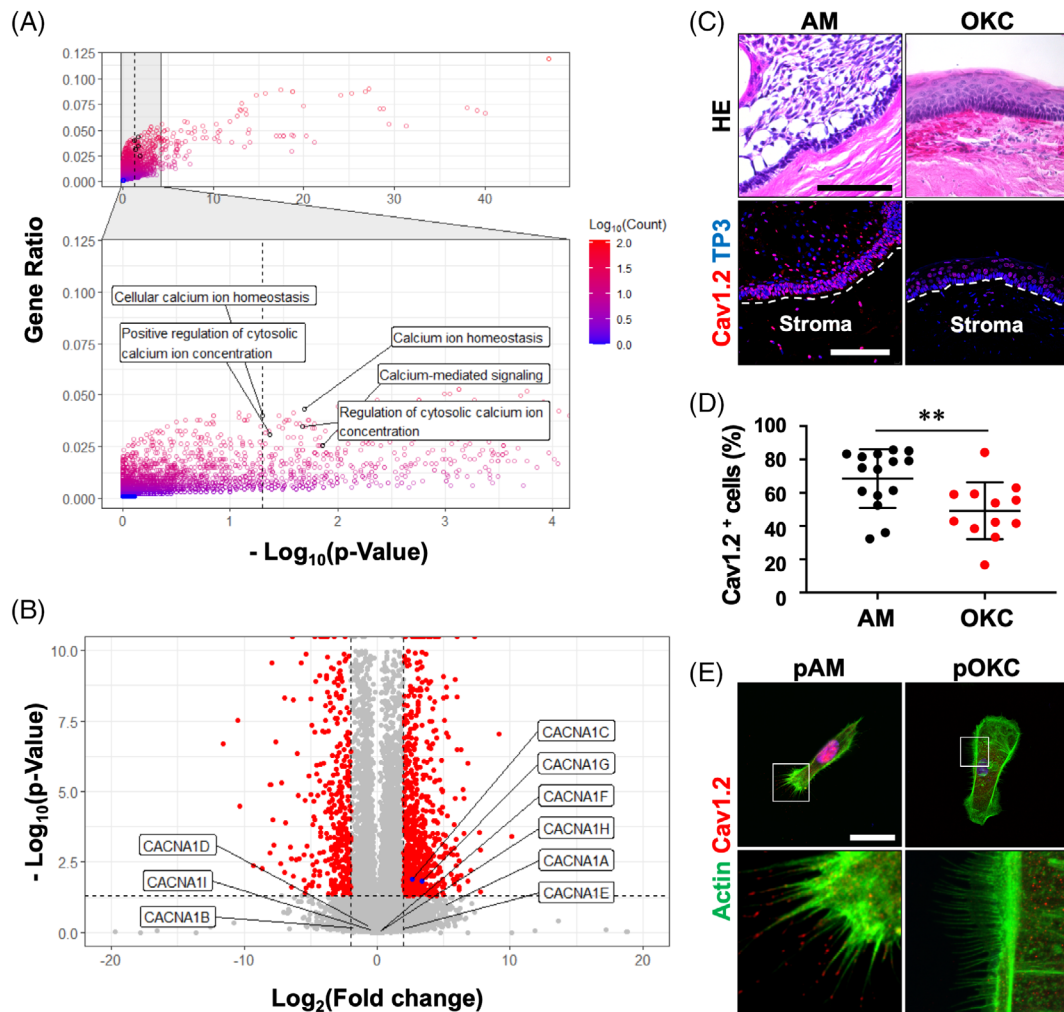 (A)
0.125
0.100
0.075
0.050
0.025
0.000
0 10 20 30 40
Gene Ratio
0.125
0.100
0.075
0.050
0.025
0.000
Cellular calcium ion homeostasis
Positive regulation of cytosolic
calcium ion concentration
Calcium ion homeostasis
Calcium-mediated signaling
Regulation of cytosolic calcium ion
concentration
0 1 2 3 4
- Log10(p-Value)
Log10(Count)
2.0
1.5
1.0
0.5
0.0
(B)
- Log10(p-Value)
10.0
7.5
5.0
2.5
0.0
CACNA1D
CACNA1I
CACNA1B
CACNA1C
CACNA1G
CACNA1F
CACNA1H
CACNA1A
CACNA1E
-20 -10 0 10 20
Log2(Fold change)
(C)
AM OKC
HE
Cav1.2 TP3
Stroma Stroma
(D)
Cav1.2 + cells (%)
100
80
60
40
20
0
**
AM OKC
(E)
pAM pOKC
Actin Cav1.2